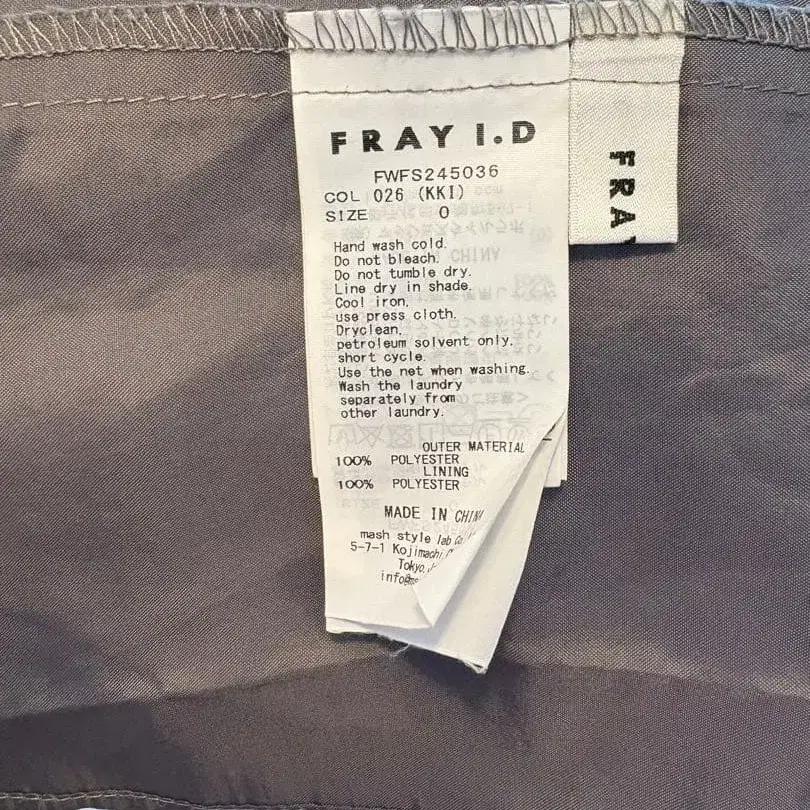 FRAY I.D
FWFS245036
COL 026 (KKI)
SIZE 0
Hand wash cold.
Do not bleach.
Do not tumble dry.
Line dry in shade.
Cool iron,
use press cloth.
Dryclean,
petroleum solvent only.
short cycle.
Use the net when washing.
Wash the laundry
separately from
other laundry.
OUTER MATERIAL
100% POLYESTER
LINING
100% POLYESTER
MADE IN CHIN
mash style lab
5-7-1 Kojimachi
Tokyo
FRA